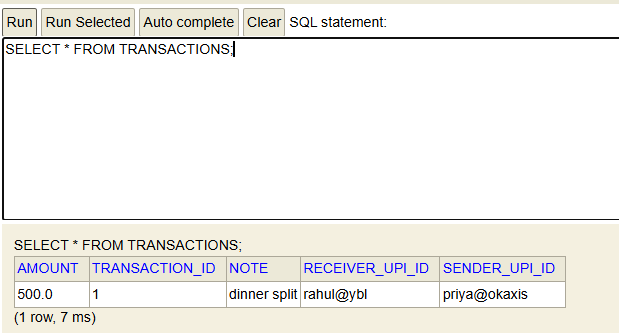 Run Run Selected Auto complete Clear SQL statement:
SELECT * FROM TRANSACTIONS;
SELECT * FROM TRANSACTIONS;
AMOUNT TRANSACTION_ID NOTE RECEIVER_UPI_ID SENDER_UPI_ID
500.0 1 dinner split rahul@ybl priya@okaxis
(1 row, 7 ms)